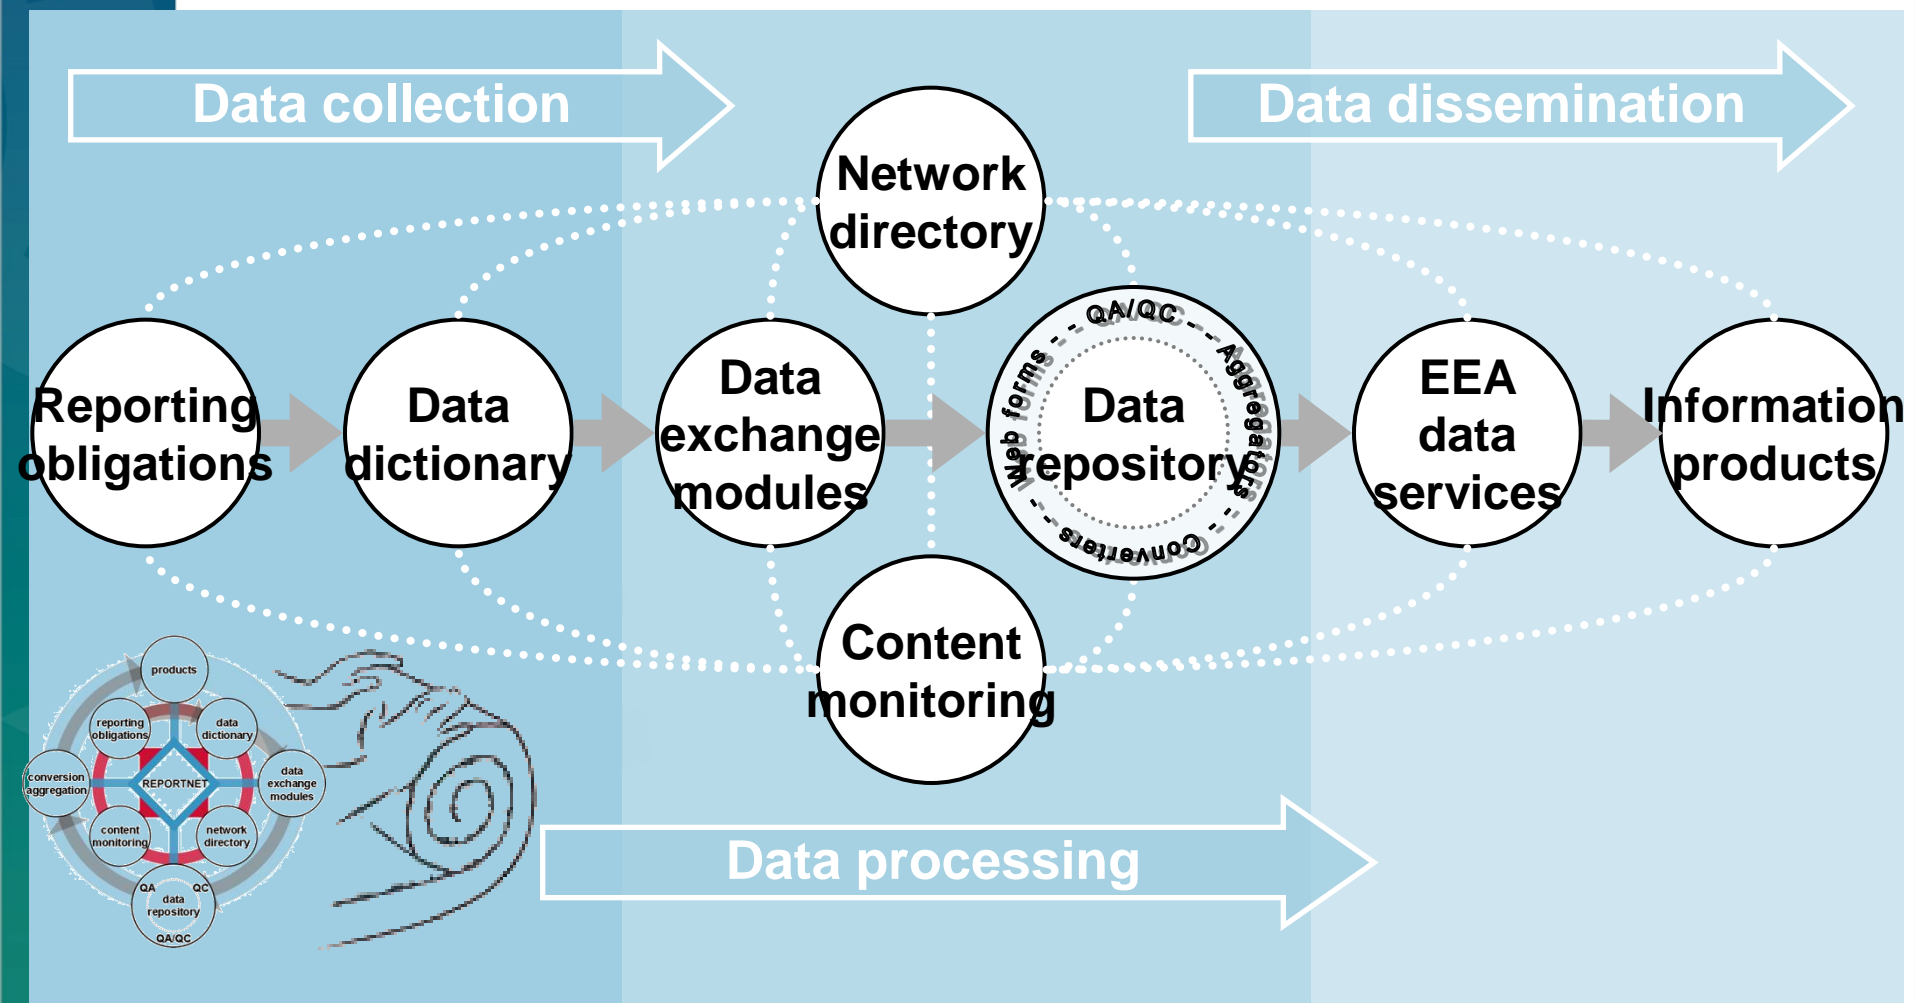 Data collection
Data dissemination
Network
directory
Reporting
obligations
Data
dictionary
Data
exchange
modules
Web forms - - QA/QC - - Aggregators - - Converters - -
Data
repository
EEA
data
services
Information
products
Content
monitoring
Data processing
products
reporting
obligations
data
dictionary
conversion
aggregation
REPORTNET
data
exchange
modules
content
monitoring
network
directory
QA QC
data
repository
QA/QC